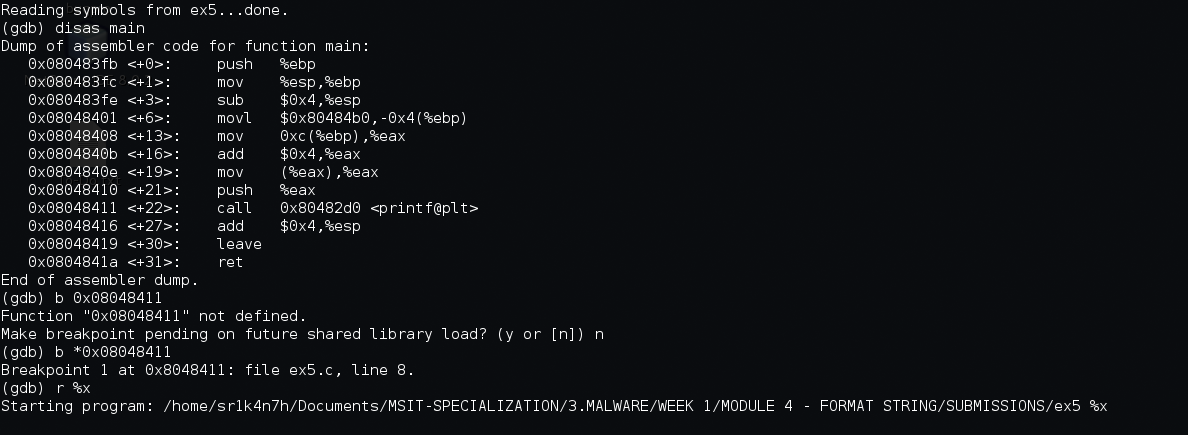 Reading symbols from ex5...done.
(gdb) disas main
Dump of assembler code for function main:
   0x080483fb <+0>:     push   %ebp
   0x080483fc <+1>:     mov    %esp,%ebp
   0x080483fe <+3>:     sub    $0x4,%esp
   0x08048401 <+6>:     movl   $0x80484b0,-0x4(%ebp)
   0x08048408 <+13>:    mov    0xc(%ebp),%eax
   0x0804840b <+16>:    add    $0x4,%eax
   0x0804840e <+19>:    mov    (%eax),%eax
   0x08048410 <+21>:    push   %eax
   0x08048411 <+22>:    call   0x80482d0 <printf@plt>
   0x08048416 <+27>:    add    $0x4,%esp
   0x08048419 <+30>:    leave
   0x0804841a <+31>:    ret
End of assembler dump.
(gdb) b 0x08048411
Function "0x08048411" not defined.
Make breakpoint pending on future shared library load? (y or [n]) n
(gdb) b *0x08048411
Breakpoint 1 at 0x8048411: file ex5.c, line 8.
(gdb) r %x
Starting program: /home/sr1k4n7h/Documents/MSIT-SPECIALIZATION/3.MALWARE/WEEK 1/MODULE 4 - FORMAT STRING/SUBMISSIONS/ex5 %x